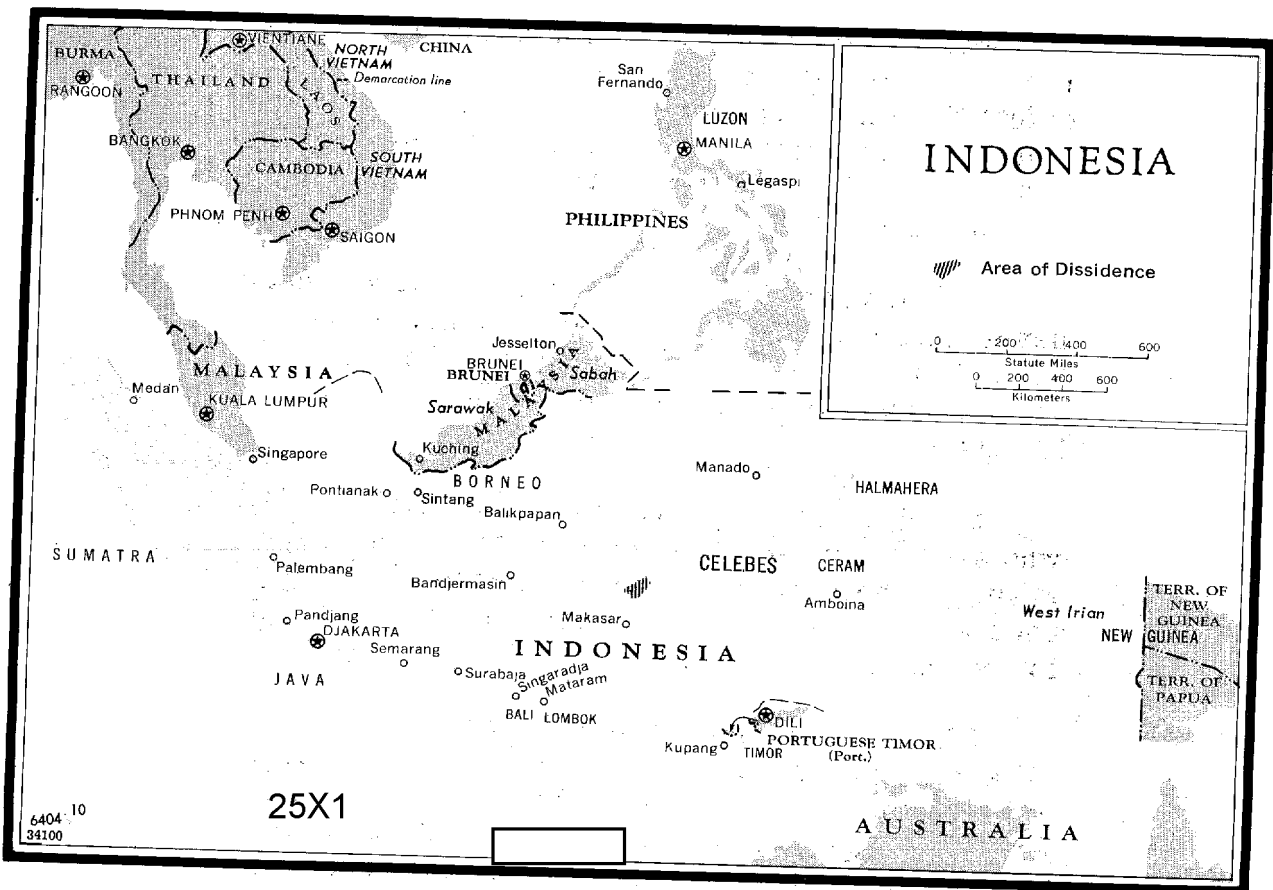 BURMA
VIENTIANE
NORTH
VIETNAM
CHINA
Demarcation line
THAILAND
LAOS
RANGOON
BANGKOK
CAMBODIA
SOUTH
VIETNAM
PHNOM PENH
SAIGON
San
Fernando
LUZON
MANILA
Legaspi
PHILIPPINES
INDONESIA
Area of Dissidence
0 200 400 600
Statute Miles
0 200 400 600
Kilometers
Jesselton
BRUNEI
BRUNEI
Sabah
MALAYSIA
Sarawak
MALAYSIA
Medan
KUALA LUMPUR
Singapore
Kuching
BORNEO
Pontianak
Sintang
Balikpapan
Manado
HALMAHERA
SUMATRA
Palembang
Bandjermasin
CELEBES
CERAM
Amboina
Makasar
West Irian
NEW GUINEA
TERR. OF
NEW
GUINEA
TERR. OF
PAPUA
Pandjang
DJAKARTA
Semarang
INDONESIA
JAVA
Surabaja
Singaradja
Mataram
BALI LOMBOK
DILI
PORTUGUESE TIMOR
(Port.)
Kupang
TIMOR
25X1
6404 10
34100
AUSTRALIA